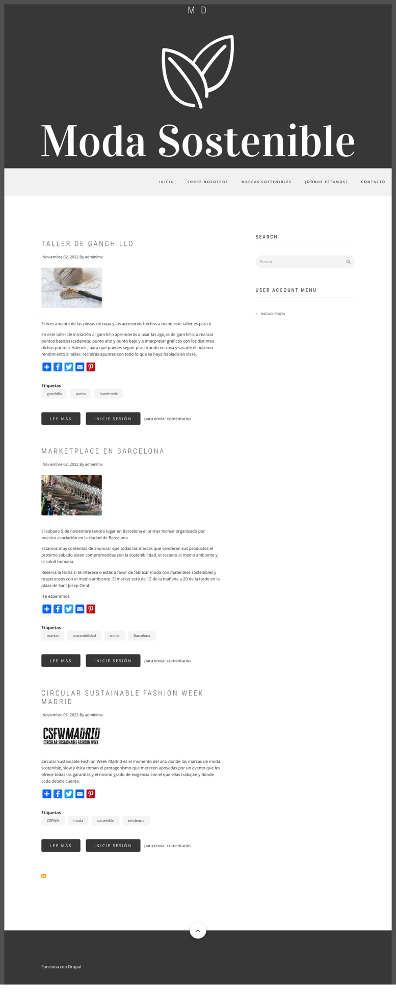 M D
Moda Sostenible
INICIO SOBRE NOSOTROS MARCAS SOSTENIBLES ¿DÓNDE ESTAMOS? CONTACTO
TALLER DE GANCHILLO
Noviembre 02, 2022 By adminlmv
Si eres amante de las piezas de ropa y los accesorios hechos a mano este taller es para ti.
En este taller de iniciación al ganchillo aprenderás a usar las agujas de ganchillo, a realizar
puntos básicos (cadeneta, punto alto y punto bajo y a interpretar gráficos con los distintos
dichos puntos). Además, para que puedes seguir practicando en casa y sacarle el máximo
rendimiento al taller, recibirás apuntes con todo lo que se haya hablado en clase.
Etiquetas
ganchillo punto handmade
LEE MÁS INICIE SESIÓN para enviar comentarios
MARKETPLACE EN BARCELONA
Noviembre 02, 2022 By adminlmv
El sábado 5 de noviembre tendrá lugar en Barcelona el primer market organizado por
nuestra asociación en la ciudad de Barcelona.
Estamos muy contentas de anunciar que todas las marcas que venderan sus productos el
próximo sábado estan comprometidas con la sostenibilidad, el respeto al medio ambiente y
la salud humana.
Reserva la fecha si te interesa o estas a favor de fabricar moda con materiales sostenibles y
respetuosos con el medio ambiente. El market será de 12 de la mañana a 20 de la tarde en la
plaza de Sant Josep Oriol.
¡Te esperamos!
Etiquetas
market sostenibilidad moda Barcelona
LEE MÁS INICIE SESIÓN para enviar comentarios
CIRCULAR SUSTAINABLE FASHION WEEK
MADRID
Noviembre 01, 2022 By adminlmv
CSFWMADRID
CIRCULAR SUSTAINABLE FASHION WEEK
Circular Sustainable Fashion Week Madrid es el momento del año donde las marcas de moda
sostenible, slow y ética toman el protagonismo que merecen apoyadas por un evento que les
ofrece todas las garantías y el mismo grado de exigencia con el que ellas trabajan y donde
cada detalle cuenta.
Etiquetas
CSFWM moda sostenible tendencia
LEE MÁS INICIE SESIÓN para enviar comentarios
SEARCH
Buscar...
USER ACCOUNT MENU
INICIAR SESIÓN
Funciona con Drupal